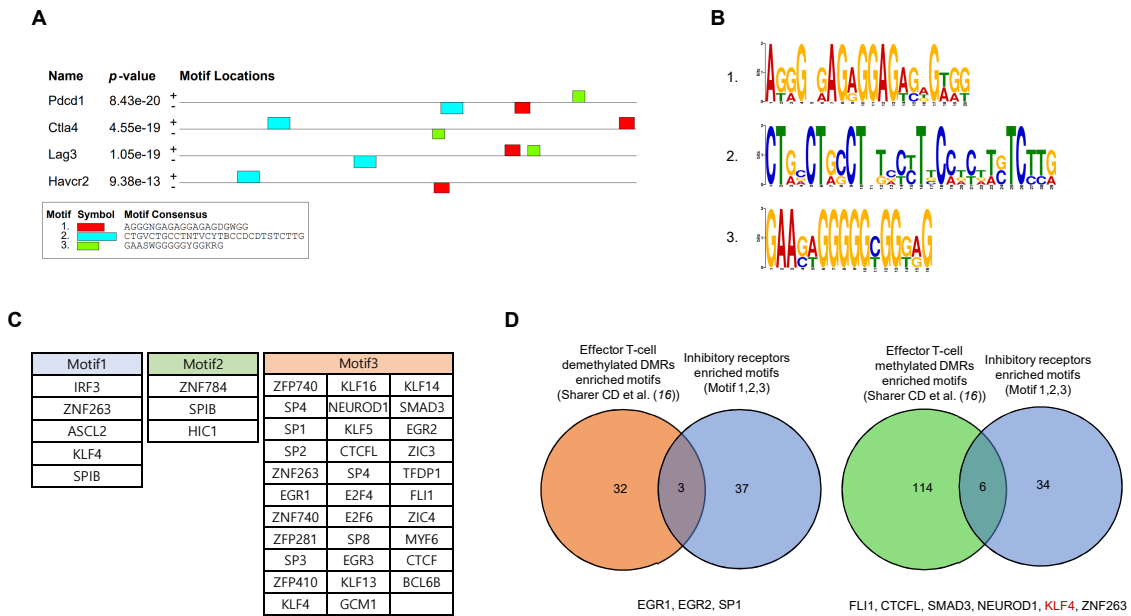 A
Name p-value Motif Locations
Pdcd1 8.43e-20 + -
Ctla4 4.55e-19 + -
Lag3 1.05e-19 + -
Havcr2 9.38e-13 + -
Motif Symbol Motif Consensus
1. AGGGNGAGAGGAGAGDGWGG
2. CTGVCTGCCTNTVCYTBCCDCDTSTCTTG
3. GAASWGGGGGYGGKRG
B
1.
2.
3.
C
Motif1
IRF3
ZNF263
ASCL2
KLF4
SPIB
Motif2
ZNF784
SPIB
HIC1
Motif3
ZFP740 KLF16 KLF14
SP4 NEUROD1 SMAD3
SP1 KLF5 EGR2
SP2 CTCFL ZIC3
ZNF263 SP4 TFDP1
EGR1 E2F4 FLI1
ZNF740 E2F6 ZIC4
ZFP281 SP8 MYF6
SP3 EGR3 CTCF
ZFP410 KLF13 BCL6B
KLF4 GCM1
D
Effector T-cell
demethylated DMRs
enriched motifs
(Sharer CD et al. (16))
Inhibitory receptors
enriched motifs
(Motif 1,2,3)
32 3 37
EGR1, EGR2, SP1
Effector T-cell
methylated DMRs
enriched motifs
(Sharer CD et al. (16))
Inhibitory receptors
enriched motifs
(Motif 1,2,3)
114 6 34
FLI1, CTCFL, SMAD3, NEUROD1, KLF4, ZNF263